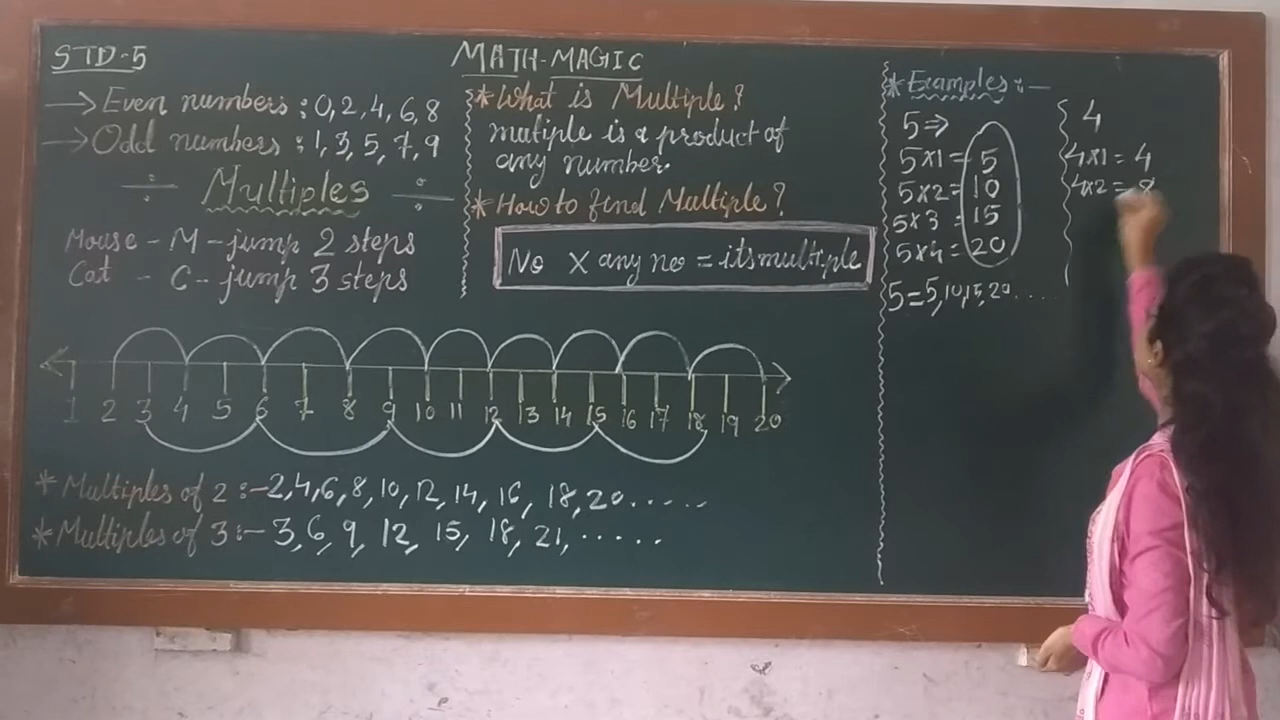 STD-5
MATH-MAGIC
→ Even numbers : 0, 2, 4, 6, 8
→ Odd numbers : 1, 3, 5, 7, 9
÷ Multiples ÷
Mouse - M - jump 2 steps
Cat - C - jump 3 steps
* What is Multiple?
mutiple is a product of
any number.
* How to find Multiple?
No X any no = its multiple
1 2 3 4 5 6 7 8 9 10 11 12 13 14 15 16 17 18 19 20
* Multiples of 2 :- 2, 4, 6, 8, 10, 12, 14, 16, 18, 20.....
* Multiples of 3 :- 3, 6, 9, 12, 15, 18, 21, .....
* Examples :-
5 ⇒
5 x 1 = 5
5 x 2 = 10
5 x 3 = 15
5 x 4 = 20
5 = 5, 10, 15, 20 ....
4
4x1 = 4
4x2 = 8